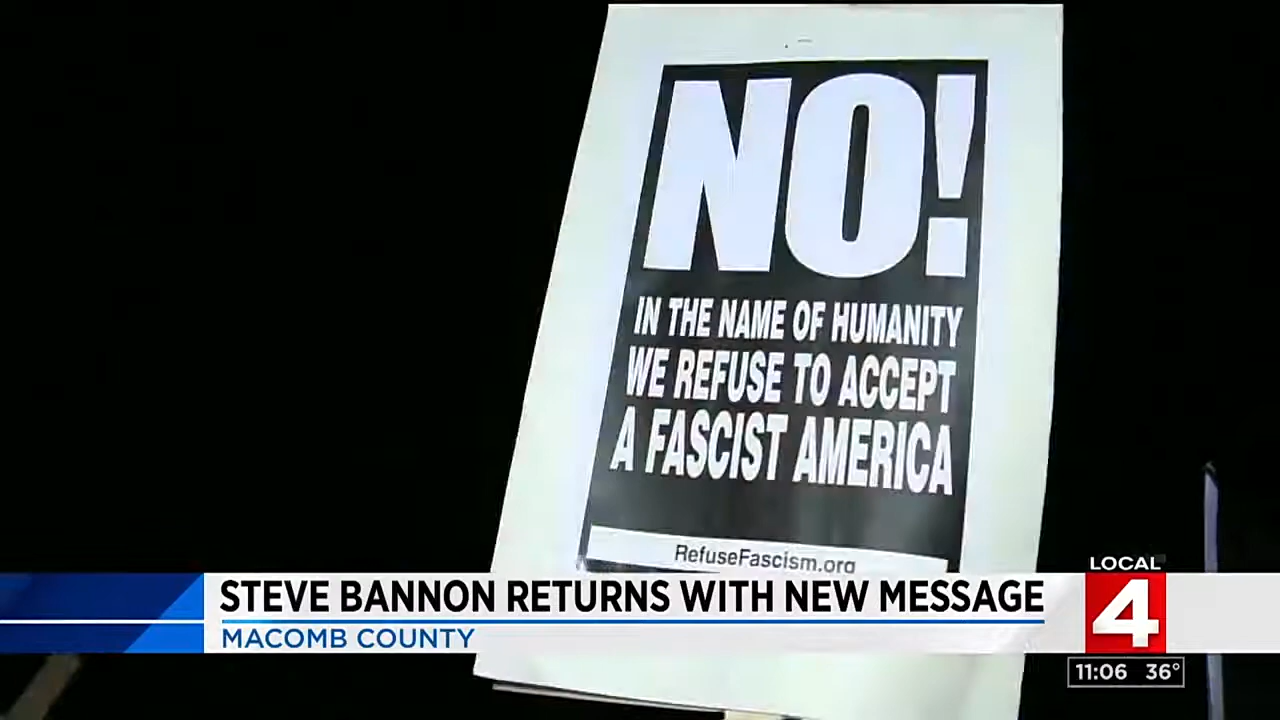 NO!
IN THE NAME OF HUMANITY
WE REFUSE TO ACCEPT
A FASCIST AMERICA
RefuseFascism.org
STEVE BANNON RETURNS WITH NEW MESSAGE
MACOMB COUNTY
LOCAL
4
11:06 36°